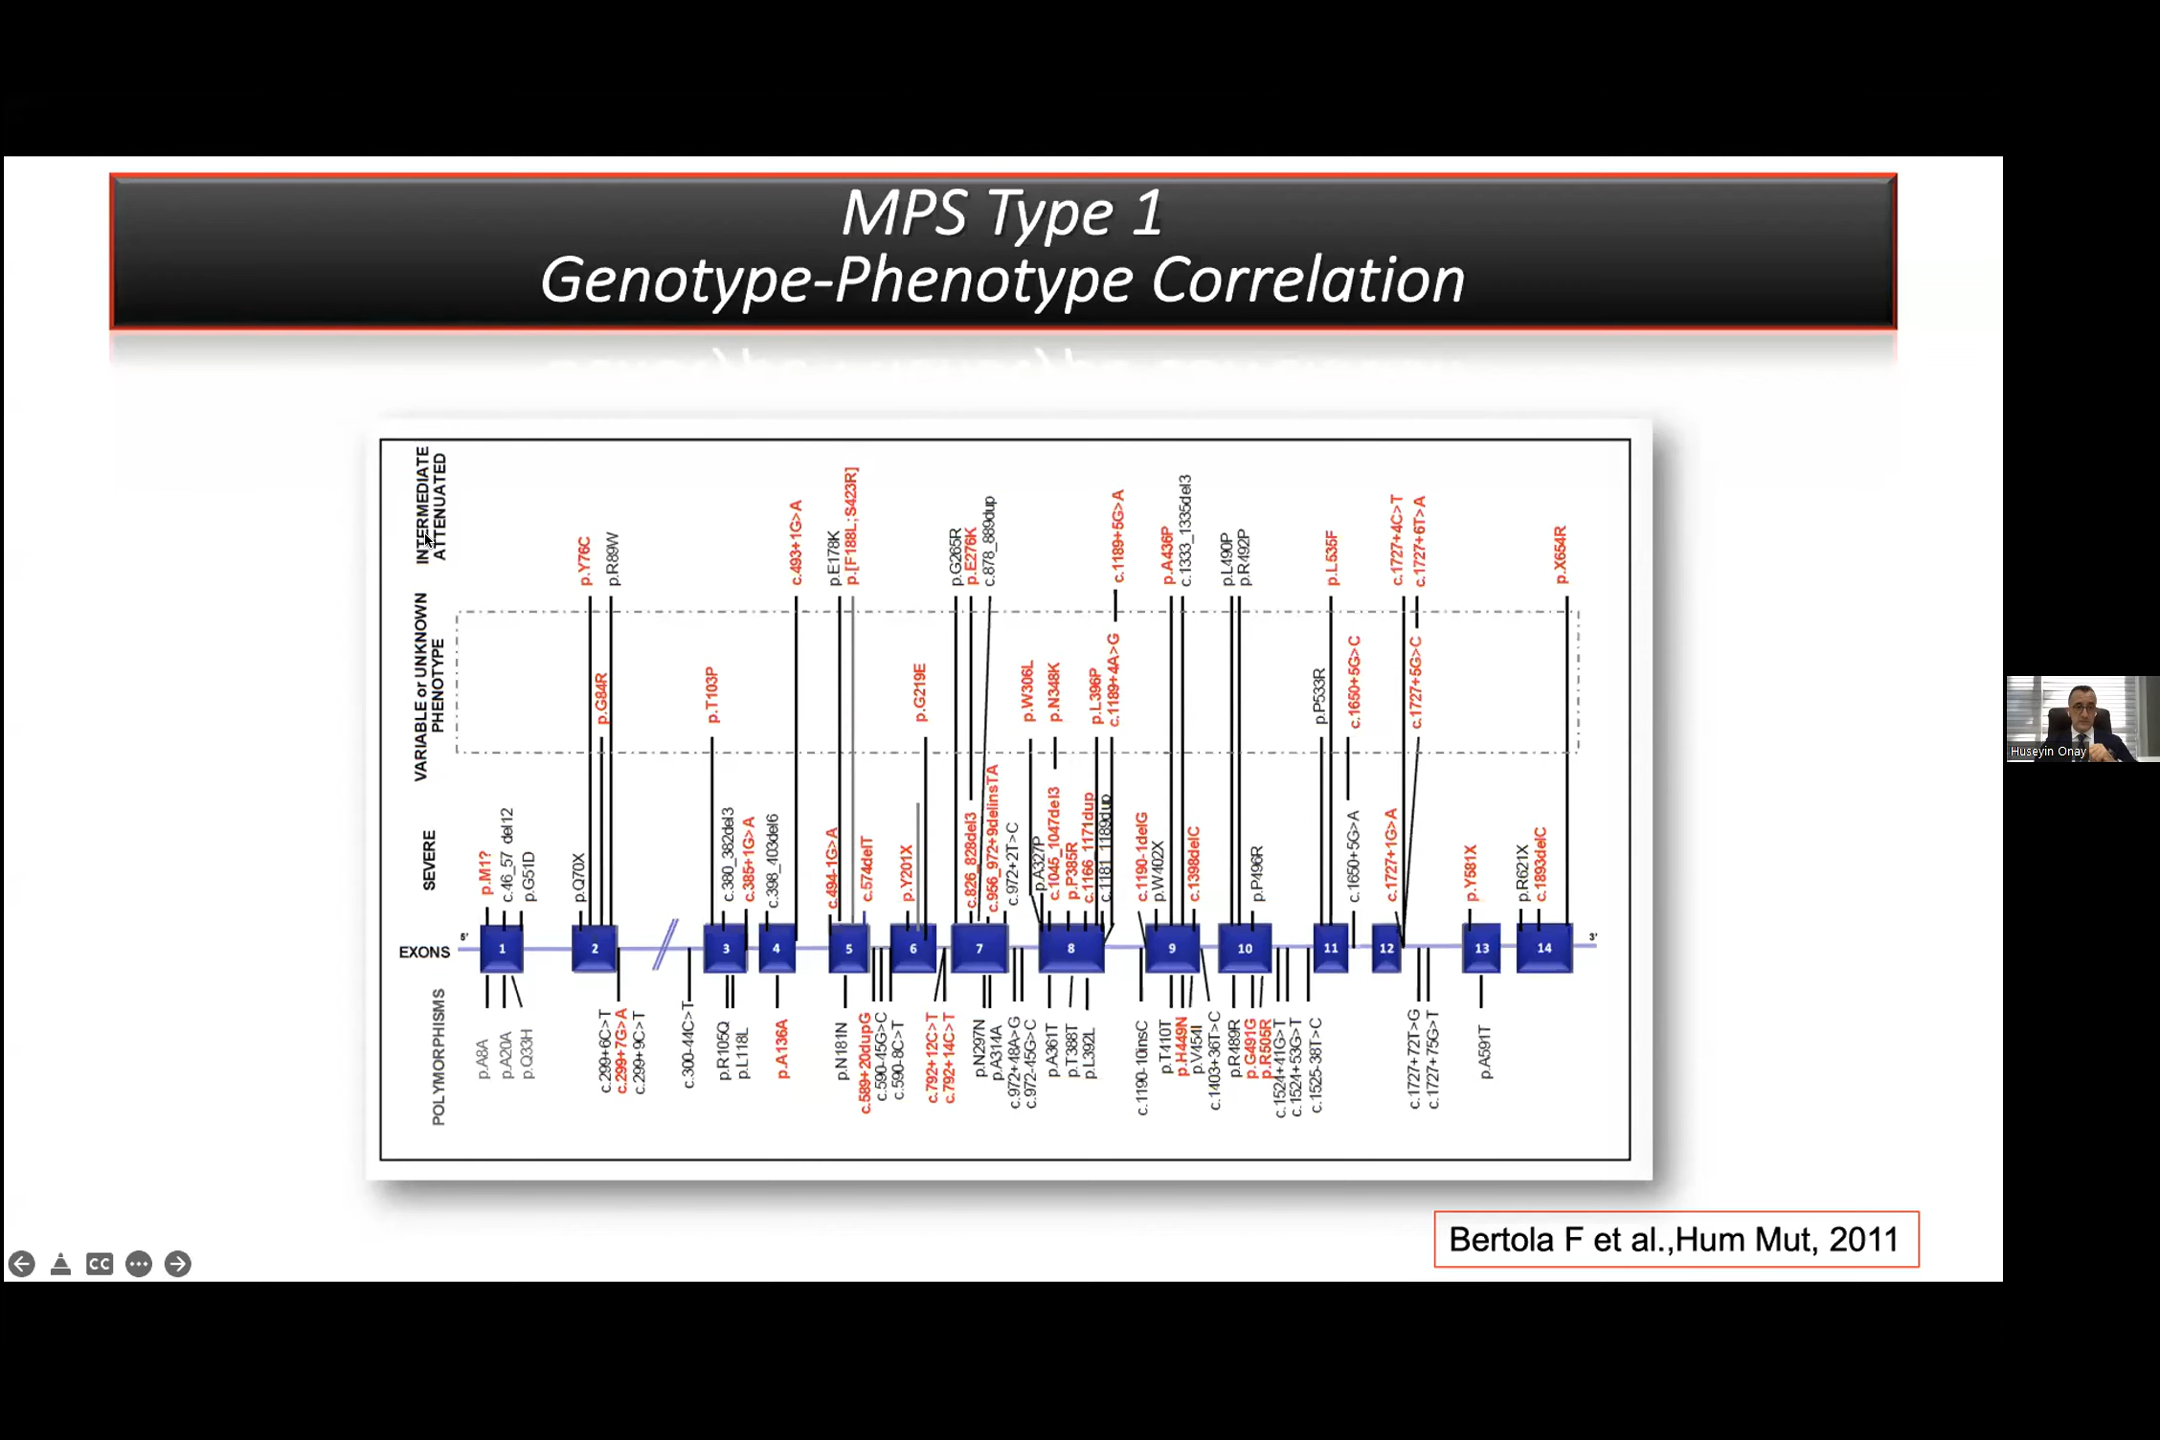 MPS Type 1
Genotype-Phenotype Correlation
INTERMEDIATE
ATTENUATED
p.Y76C
p.R89W
c.493+1G>A
p.E178K
p.[F188L;S423R]
p.G265R
p.E276K
c.878_889dup
c.1189+5G>A
p.A436P
c.1333_1335del3
p.L490P
p.R492P
p.L535F
c.1727+4C>T
c.1727+6T>A
p.X654R
VARIABLE or UNKNOWN
PHENOTYPE
p.G84R
p.T103P
p.G219E
p.W306L
p.N348K
p.L396P
c.1189+4A>G
p.P533R
c.1650+5G>C
c.1727+5G>C
SEVERE
p.M1?
c.46_57 del12
p.G51D
p.Q70X
c.380_382del3
c.385+1G>A
c.398_403del6
c.494-1G>A
c.574delT
p.Y201X
c.826_828del3
c.956_972+9delinsTA
c.972+2T>C
p.A327P
c.1045_1047del3
p.P385R
c.1166_1171dup
c.1181_1189dup
c.1190-1delG
p.W402X
c.1398delC
p.P496R
c.1650+5G>A
c.1727+1G>A
p.Y581X
p.R621X
c.1893delC
EXONS
5'
1
2
3
4
5
6
7
8
9
10
11
12
13
14
3'
POLYMORPHISMS
p.A8A
p.A20A
p.Q33H
c.299+6C>T
c.299+7G>A
c.299+9C>T
c.300-44C>T
p.R105Q
p.L118L
p.A136A
p.N181N
c.589+20dupG
c.590-45G>C
c.590-8C>T
c.792+12C>T
c.792+14C>T
p.N297N
p.A314A
c.972+48A>G
c.972-45G>C
p.A361T
p.T388T
p.L392L
c.1190-10insC
p.T410T
p.H449N
p.V454I
c.1403+36T>C
p.R489R
p.G491G
p.R505R
c.1524+41G>T
c.1524+53G>T
c.1525-38T>C
c.1727+72T>G
c.1727+75G>T
p.A591T
Bertola F et al.,Hum Mut, 2011
CC
Huseyin Onay